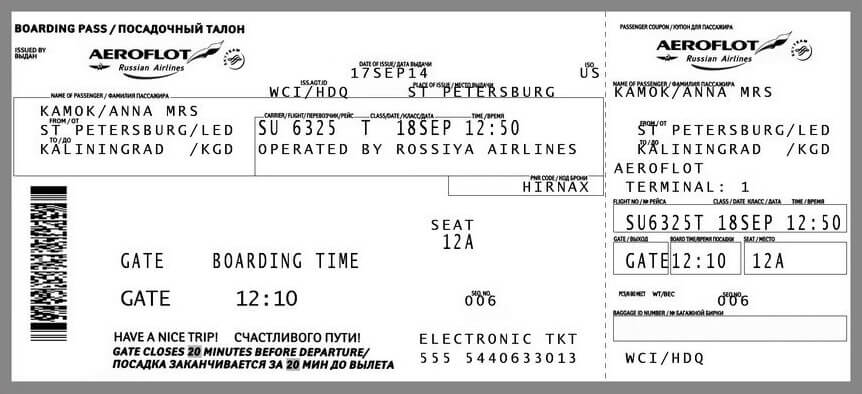 BOARDING PASS / ПОСАДОЧНЫЙ ТАЛОН
ISSUED BY
ВЫДАН
AEROFLOT
Russian Airlines
DATE OF ISSUE/ДАТА ВЫДАЧИ
17SEP14
ISO
US
ISS.AGT.ID
WCI/HDQ
PLACE OF ISSUE/МЕСТО ВЫДАЧИ
ST PETERSBURG
NAME OF PASSENGER / ФАМИЛИЯ ПАССАЖИРА
KAMOK/ANNA MRS
FROM/ОТ
ST PETERSBURG/LED
TO/ДО
KALININGRAD /KGD
CARRIER/FLIGHT/ПЕРЕВОЗЧИК/РЕЙС CLASS/DATE/КЛАСС/ДАТА TIME/ВРЕМЯ
SU 6325 T 18SEP 12:50
OPERATED BY ROSSIYA AIRLINES
PNR CODE/КОД БРОНИ
HIRNAX
SEAT
12A
GATE BOARDING TIME
GATE 12:10
SEQ.NO
006
HAVE A NICE TRIP! СЧАСТЛИВОГО ПУТИ!
GATE CLOSES 20 MINUTES BEFORE DEPARTURE/
ПОСАДКА ЗАКАНЧИВАЕТСЯ ЗА 20 МИН ДО ВЫЛЕТА
ELECTRONIC TKT
555 5440633013
PASSENGER COUPON / КУПОН ДЛЯ ПАССАЖИРА
AEROFLOT
Russian Airlines
NAME OF PASSENGER / ФАМИЛИЯ ПАССАЖИРА
KAMOK/ANNA MRS
FROM/ОТ
ST PETERSBURG/LED
TO/ДО
KALININGRAD /KGD
AEROFLOT
TERMINAL: 1
FLIGHT NO / № РЕЙСА CLASS / DATE КЛАСС / ДАТА TIME / ВРЕМЯ
SU6325T 18SEP 12:50
GATE/ВЫХОД BOARD TIME/ВРЕМЯ ПОСАДКИ SEAT / МЕСТО
GATE 12:10 12A
WT/ВЕС SEQ.NO
006
BAGGAGE ID NUMBER / № БАГАЖНОЙ БИРКИ
WCI/HDQ